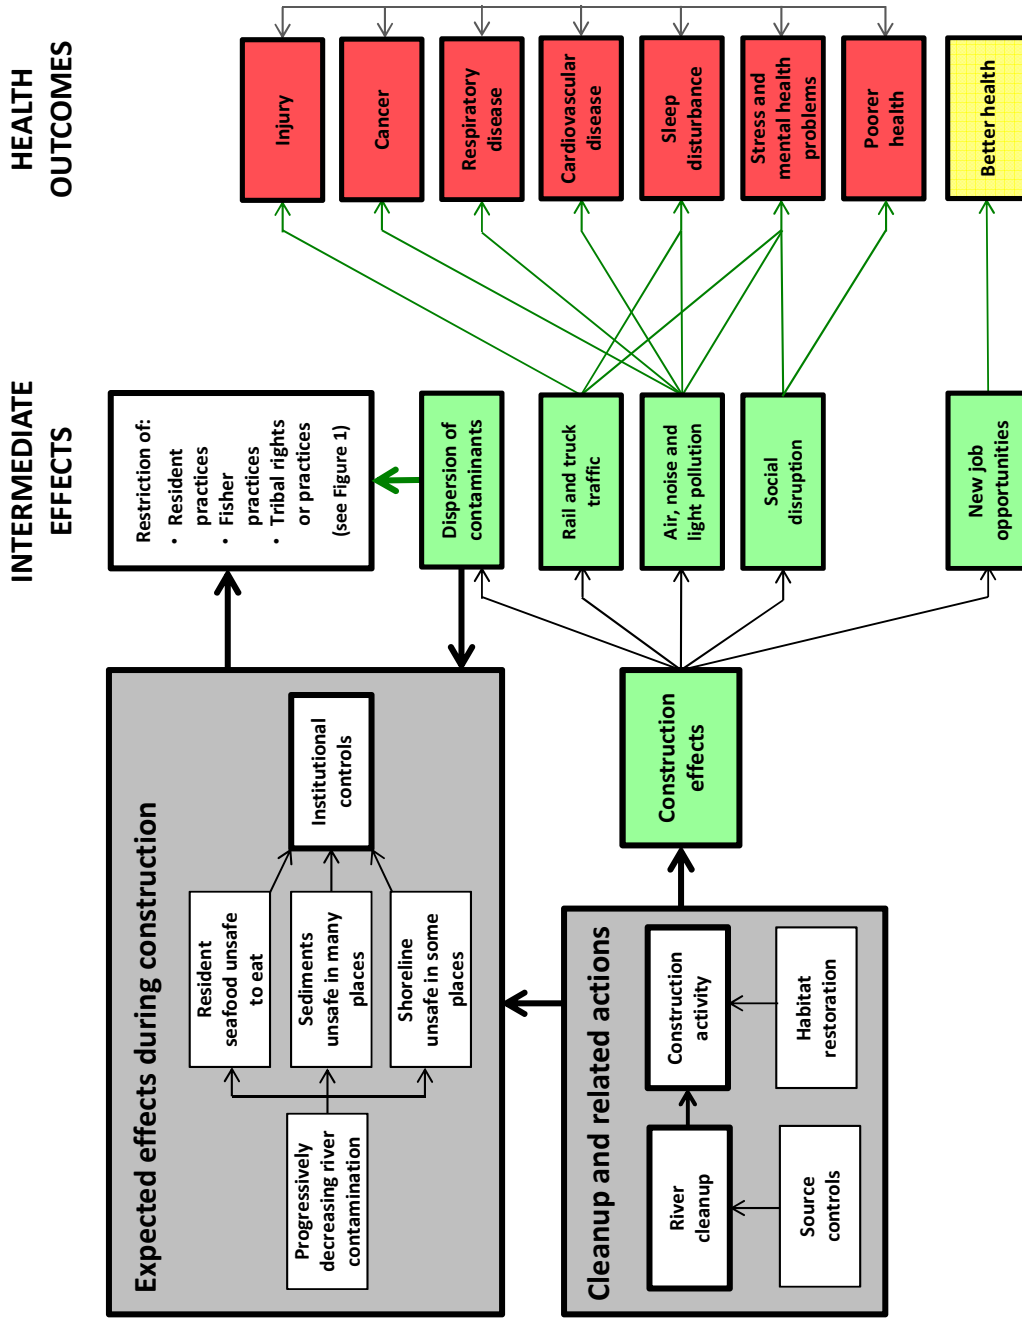 INTERMEDIATE
EFFECTS
HEALTH
OUTCOMES
Expected effects during construction
Progressively
decreasing river
contamination
Resident
seafood unsafe
to eat
Sediments
unsafe in many
places
Shoreline
unsafe in some
places
Institutional
controls
Restriction of:
• Resident
practices
• Fisher
practices
• Tribal rights
or practices
(see Figure 1)
Dispersion of
contaminants
Cleanup and related actions
River
cleanup
Construction
activity
Source
controls
Habitat
restoration
Construction
effects
Rail and truck
traffic
Air, noise and
light pollution
Social
disruption
New job
opportunities
Injury
Cancer
Respiratory
disease
Cardiovascular
disease
Sleep
disturbance
Stress and
mental health
problems
Poorer
health
Better health